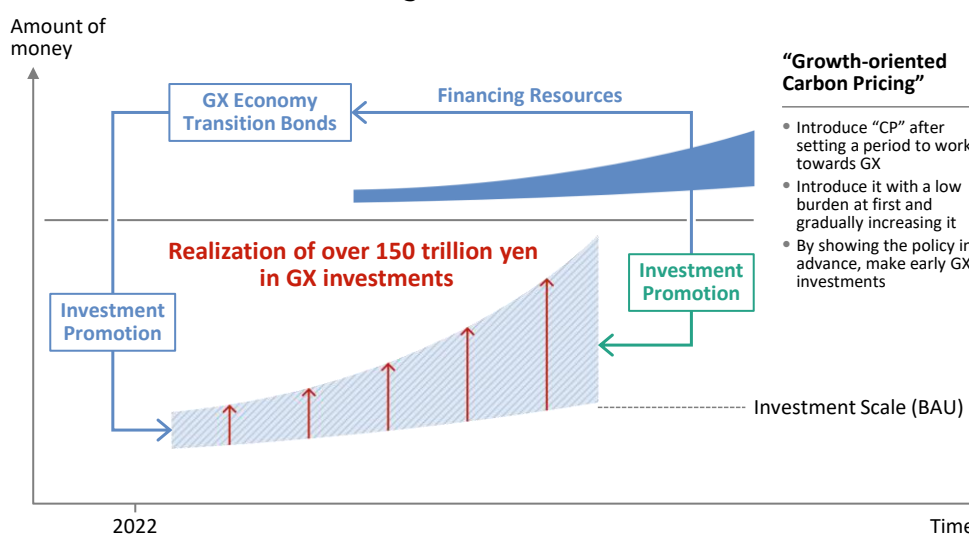 Amount of
money
GX Economy
Transition Bonds
Financing Resources
“Growth-oriented
Carbon Pricing”
• Introduce “CP” after
setting a period to work
towards GX
• Introduce it with a low
burden at first and
gradually increasing it
• By showing the policy in
advance, make early GX
investments
Realization of over 150 trillion yen
in GX investments
Investment
Promotion
Investment
Promotion
Investment Scale (BAU)
2022
Time